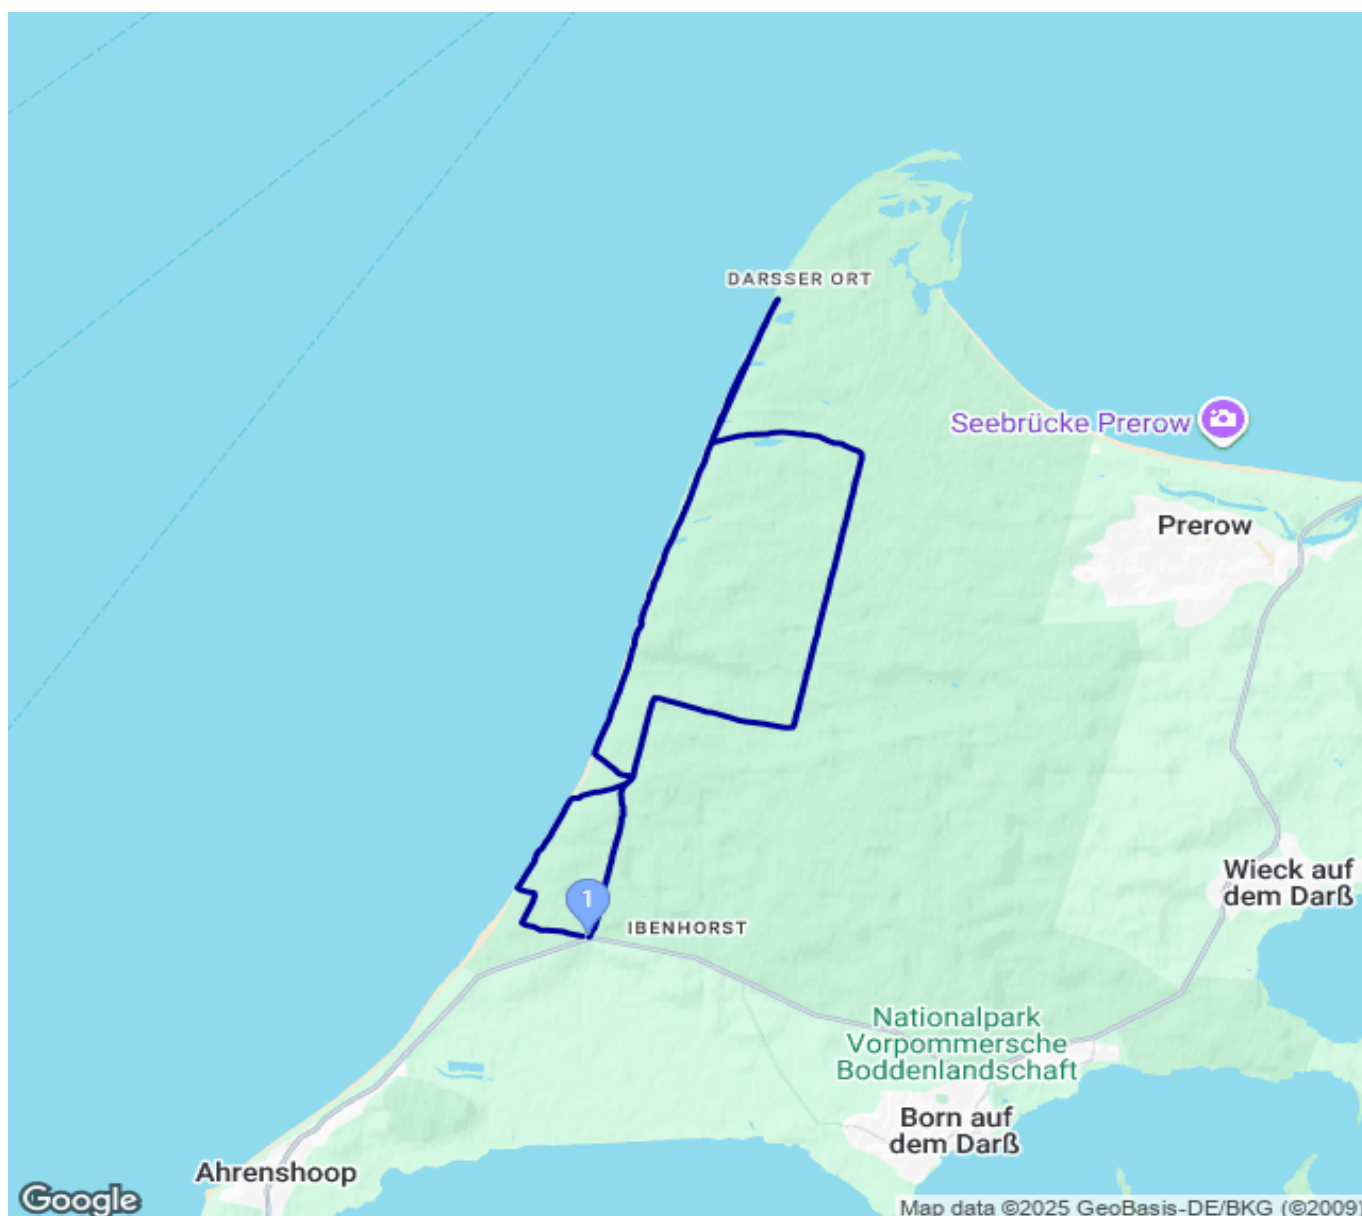 DARSSER ORT
Seebrücke Prerow
Prerow
Wieck auf
dem Darß
1
IBENHORST
Nationalpark
Vorpommersche
Boddenlandschaft
Born auf
dem Darß
Ahrenshoop
Google
Map data ©2025 GeoBasis-DE/BKG (©2009)